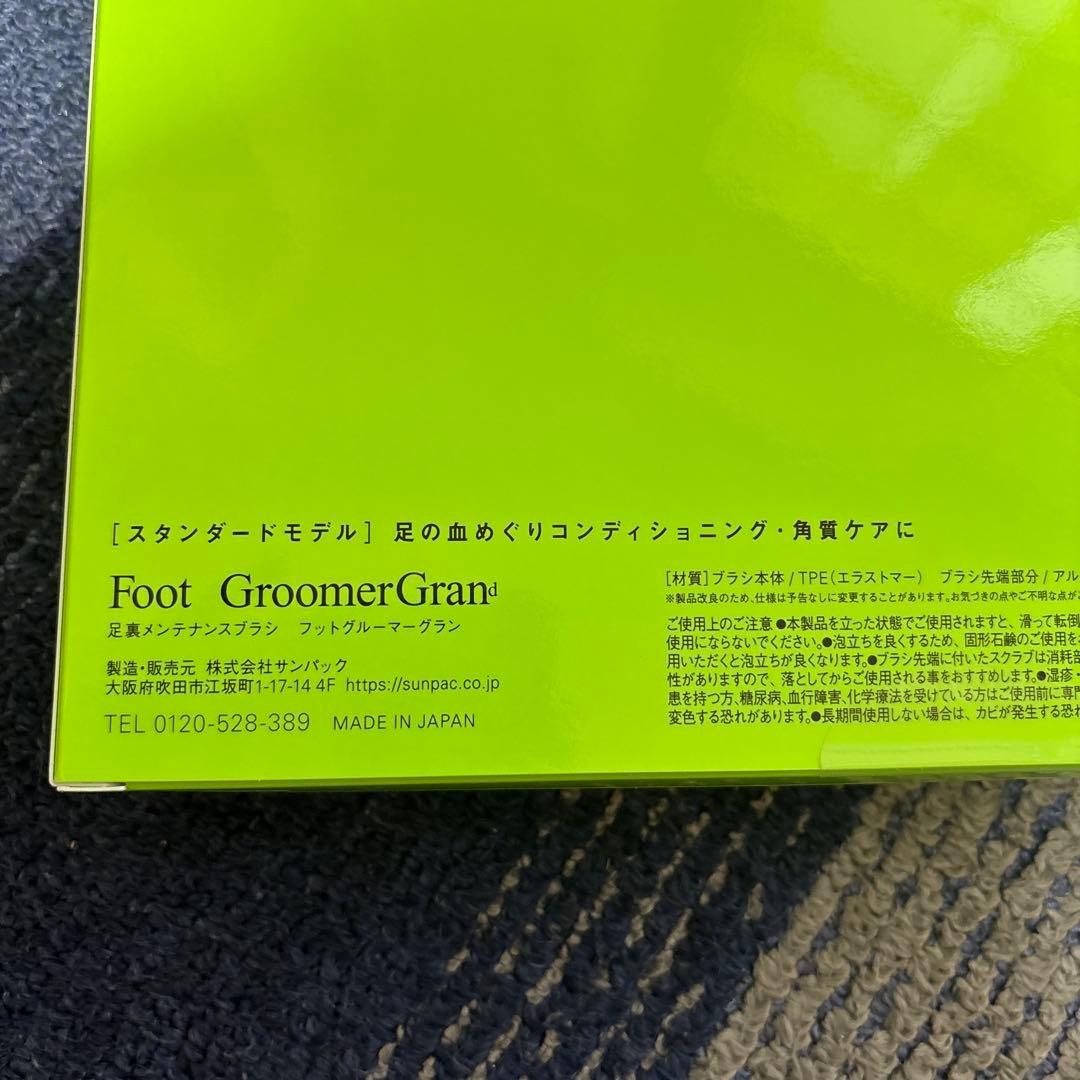 [スタンダードモデル] 足の血めぐりコンディショニング・角質ケアに
Foot GroomerGrand
足裏メンテナンスブラシ フットグルーマーグラン
製造・販売元 株式会社サンパック
大阪府吹田市江坂町1-17-14 4F https://sunpac.co.jp
TEL 0120-528-389 MADE IN JAPAN
[材質]ブラシ本体/TPE(エラストマー) ブラシ先端部分/アル
※製品改良のため、仕様は予告なしに変更することがあります。お気づきの点やご不明な点がご
ご使用上のご注意 ●本製品を立った状態でご使用されますと、滑って転倒
使用にならないでください。●泡立ちを良くするため、固形石鹸のご使用を
用いただくと泡立ちが良くなります。●ブラシ先端に付いたスクラブは消耗部
性がありますので、落としてからご使用される事をおすすめします。●湿疹・
患を持つ方、糖尿病、血行障害、化学療法を受けている方はご使用前に専門
変色する恐れがあります。●長期間使用しない場合は、カビが発生する恐れ